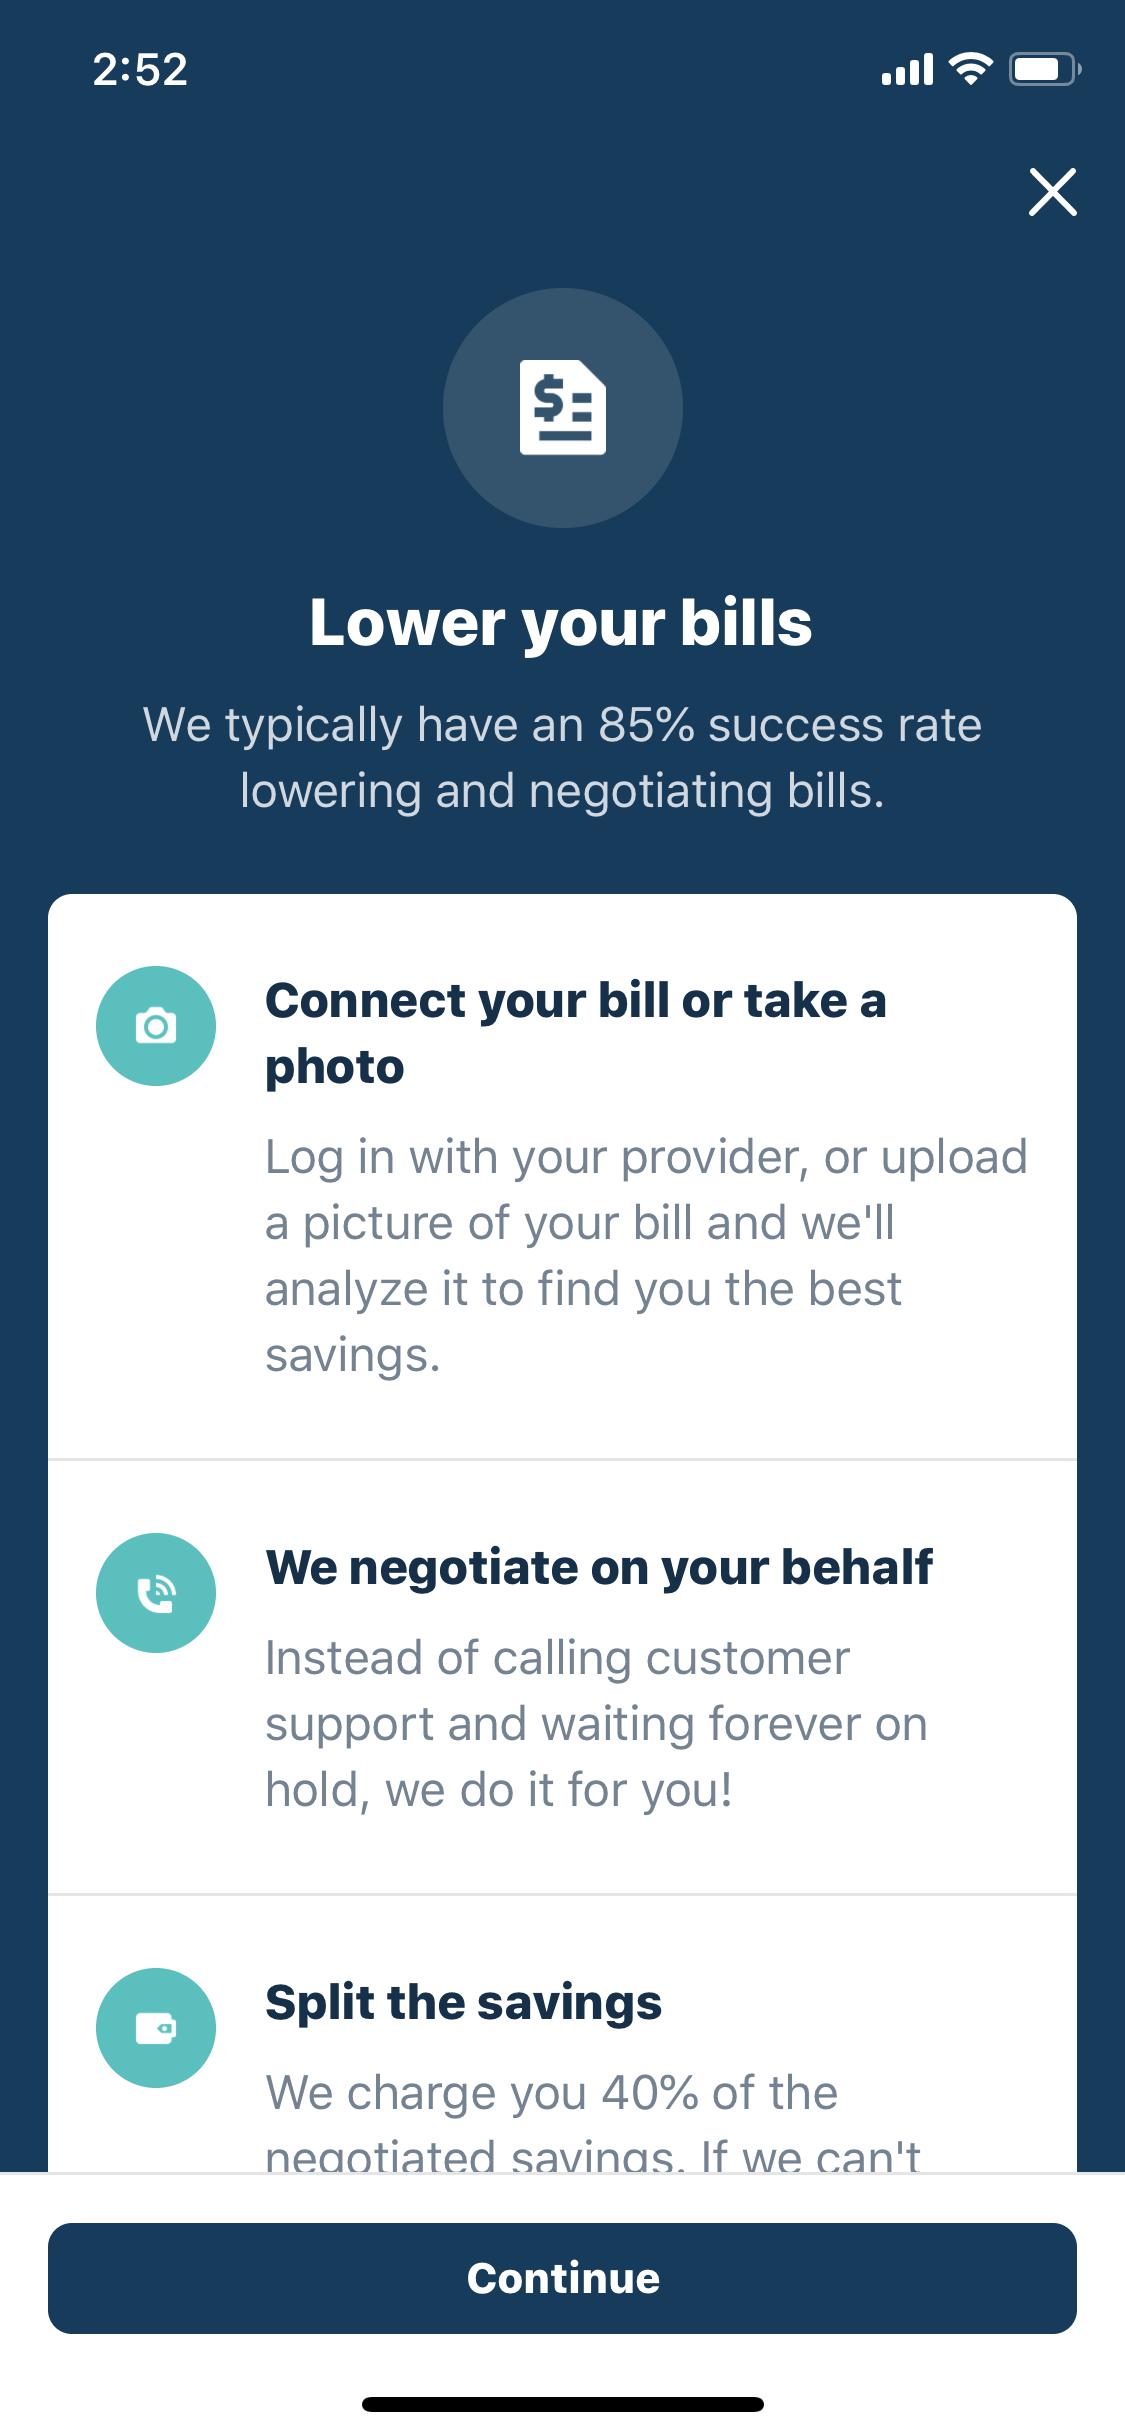 2:52
Lower your bills
We typically have an 85% success rate
lowering and negotiating bills.
Connect your bill or take a
photo
Log in with your provider, or upload
a picture of your bill and we'll
analyze it to find you the best
savings.
We negotiate on your behalf
Instead of calling customer
support and waiting forever on
hold, we do it for you!
Split the savings
We charge you 40% of the
negotiated savings. If we can't
Continue